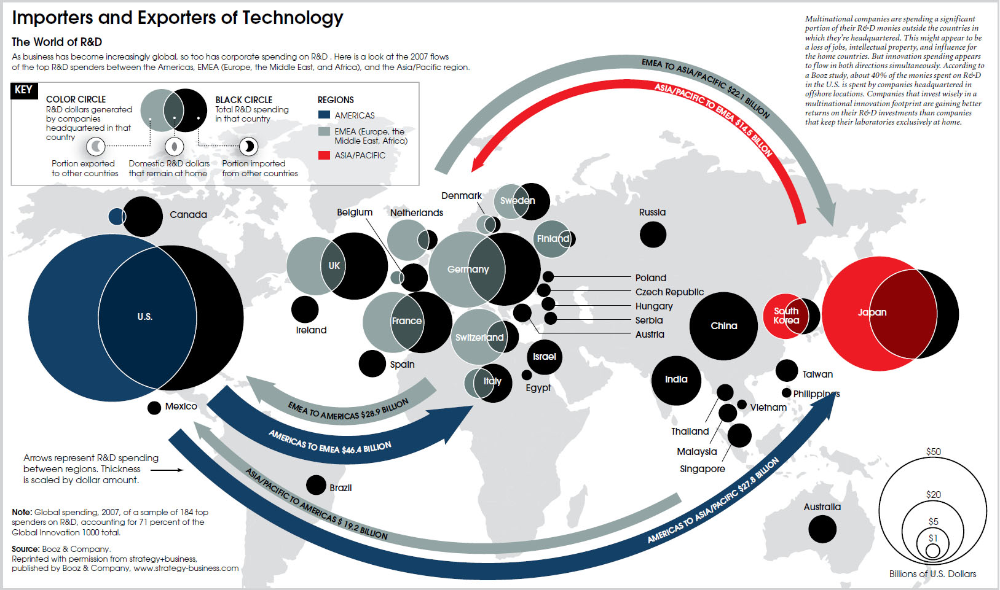 Importers and Exporters of Technology
The World of R&D
As business has become increasingly global, so too has corporate spending on R&D . Here is a look at the 2007 flows
of the top R&D spenders between the Americas, EMEA (Europe, the Middle East, and Africa), and the Asia/Pacific region.
Multinational companies are spending a significant
portion of their R&D monies outside the countries in
which they're headquartered. This might appear to be
a loss of jobs, intellectual property, and influence for
the home countries. But innovation spending appears
to flow in both directions simultaneously. According to
a Booz study, about 40% of the monies spent on R&D
in the U.S. is spent by companies headquartered in
offshore locations. Companies that invest wisely in a
multinational innovation footprint are gaining better
returns on their R&D investments than companies
that keep their laboratories exclusively at home.
KEY
COLOR CIRCLE
R&D dollars generated
by companies
headquartered in that
country
BLACK CIRCLE
Total R&D spending
in that country
REGIONS
AMERICAS
EMEA (Europe, the
Middle East, Africa)
ASIA/PACIFIC
Portion exported
to other countries
Domestic R&D dollars
that remain at home
Portion imported
from other countries
EMEA TO ASIA/PACIFIC $22.1 BILLION
ASIA/PACIFIC TO EMEA $14.5 BILLON
Denmark
Sweden
Belgium
Netherlands
Canada
Russia
Finland
UK
Germany
Poland
Czech Republic
Hungary
Serbia
Austria
U.S.
Ireland
France
Switzerland
China
South
Korea
Japan
Spain
Israel
Italy
Egypt
India
Taiwan
Philippines
Mexico
Vietnam
Thailand
Malaysia
Singapore
EMEA TO AMERICAS $28.9 BILLION
AMERICAS TO EMEA $46.4 BILLION
ASIA/PACIFIC TO AMERICAS $ 19.2 BILLION
AMERICAS TO ASIA/PACIFIC $27.8 BILLION
Arrows represent R&D spending
between regions. Thickness
is scaled by dollar amount.
Brazil
Australia
$50
$20
$5
$1
Billions of U.S. Dollars
Note: Global spending, 2007, of a sample of 184 top
spenders on R&D, accounting for 71 percent of the
Global Innovation 1000 total.
Source: Booz & Company.
Reprinted with permission from strategy+business,
published by Booz & Company, www.strategy-business.com